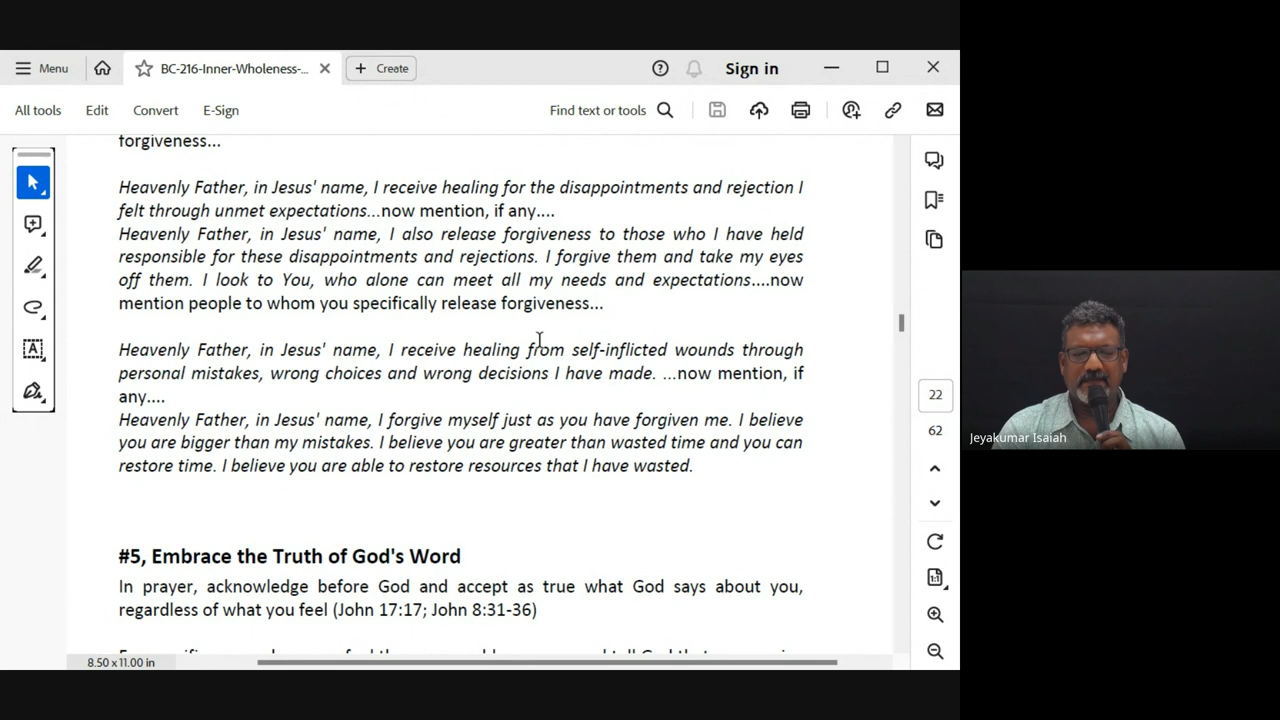 Menu
BC-216-Inner-Wholeness-...
Create
Sign in
All tools
Edit
Convert
E-Sign
Find text or tools
forgiveness...
Heavenly Father, in Jesus' name, I receive healing for the disappointments and rejection I
felt through unmet expectations...now mention, if any....
Heavenly Father, in Jesus' name, I also release forgiveness to those who I have held
responsible for these disappointments and rejections. I forgive them and take my eyes
off them. I look to You, who alone can meet all my needs and expectations....now
mention people to whom you specifically release forgiveness...
Heavenly Father, in Jesus' name, I receive healing from self-inflicted wounds through
personal mistakes, wrong choices and wrong decisions I have made. ...now mention, if
any....
Heavenly Father, in Jesus' name, I forgive myself just as you have forgiven me. I believe
you are bigger than my mistakes. I believe you are greater than wasted time and you can
restore time. I believe you are able to restore resources that I have wasted.
#5, Embrace the Truth of God's Word
In prayer, acknowledge before God and accept as true what God says about you,
regardless of what you feel (John 17:17; John 8:31-36)
8.50 x 11.00 in
22
62
1:1
Jeyakumar Isaiah